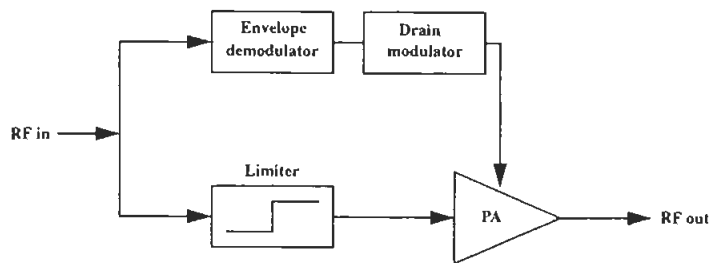 Envelope
demodulator
Drain
modulator
RF in
Limiter
PA
RF out